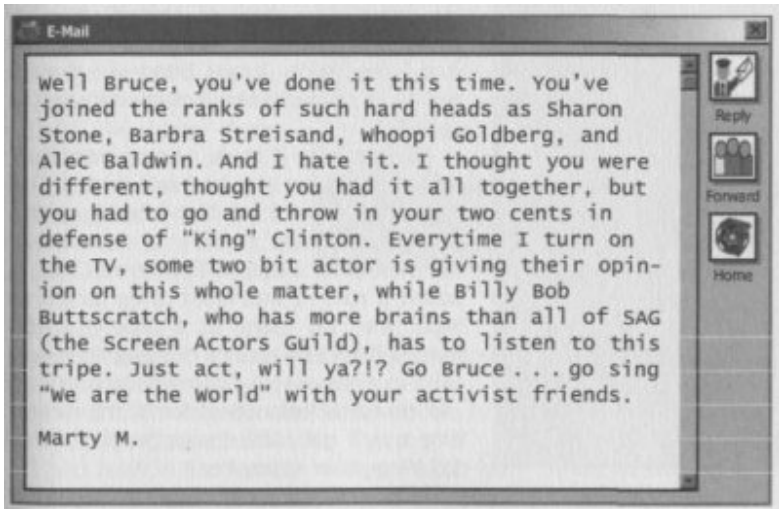 E-Mail
Well Bruce, you've done it this time. You've
joined the ranks of such hard heads as Sharon
Stone, Barbra Streisand, Whoopi Goldberg, and
Alec Baldwin. And I hate it. I thought you were
different, thought you had it all together, but
you had to go and throw in your two cents in
defense of "King" Clinton. Everytime I turn on
the TV, some two bit actor is giving their opin-
ion on this whole matter, while Billy Bob
Buttscratch, who has more brains than all of SAG
(the Screen Actors Guild), has to listen to this
tripe. Just act, will ya?!? Go Bruce . . . go sing
"We are the World" with your activist friends.
Marty M.
Reply
Forward
Home